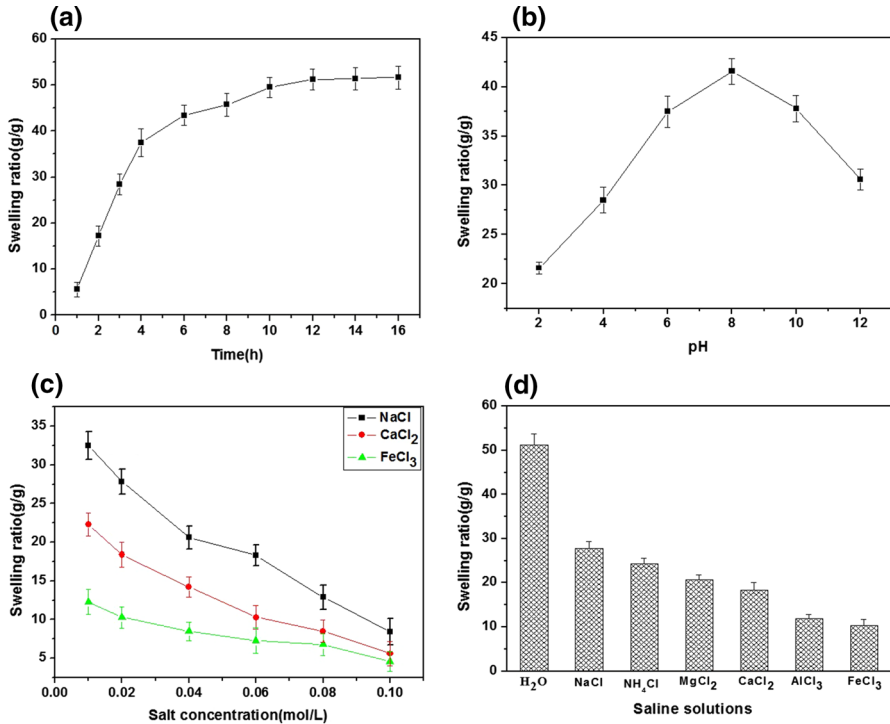 (a)
Swelling ratio(g/g)
60
50
40
30
20
10
0
0 2 4 6 8 10 12 14 16
Time(h)
(b)
Swelling ratio(g/g)
45
40
35
30
25
20
2 4 6 8 10 12
pH
(c)
Swelling ratio(g/g)
35
30
25
20
15
10
5
0.00 0.02 0.04 0.06 0.08 0.10
Salt concentration(mol/L)
NaCl
CaCl2
FeCl3
(d)
Swelling ratio(g/g)
60
50
40
30
20
10
0
H2O NaCl NH4Cl MgCl2 CaCl2 AlCl3 FeCl3
Saline solutions